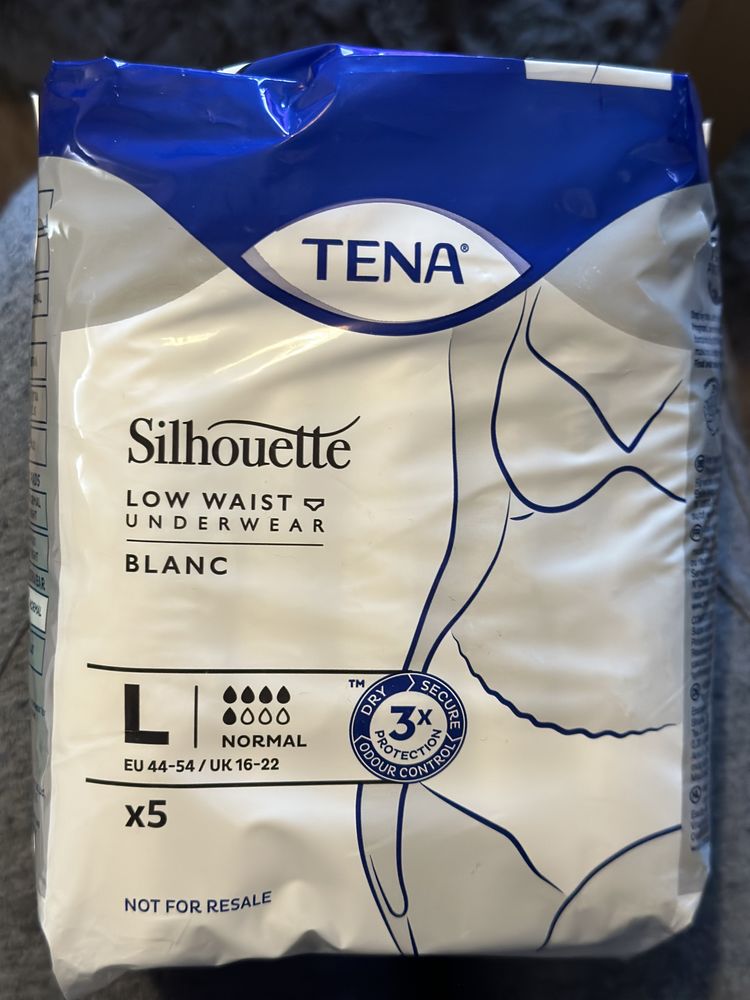 TENA®
Silhouette
LOW WAIST
UNDERWEAR
BLANC
L
NORMAL
EU 44-54 / UK 16-22
TM
DRY
SECURE
3x
PROTECTION
ODOUR CONTROL
x5
NOT FOR RESALE